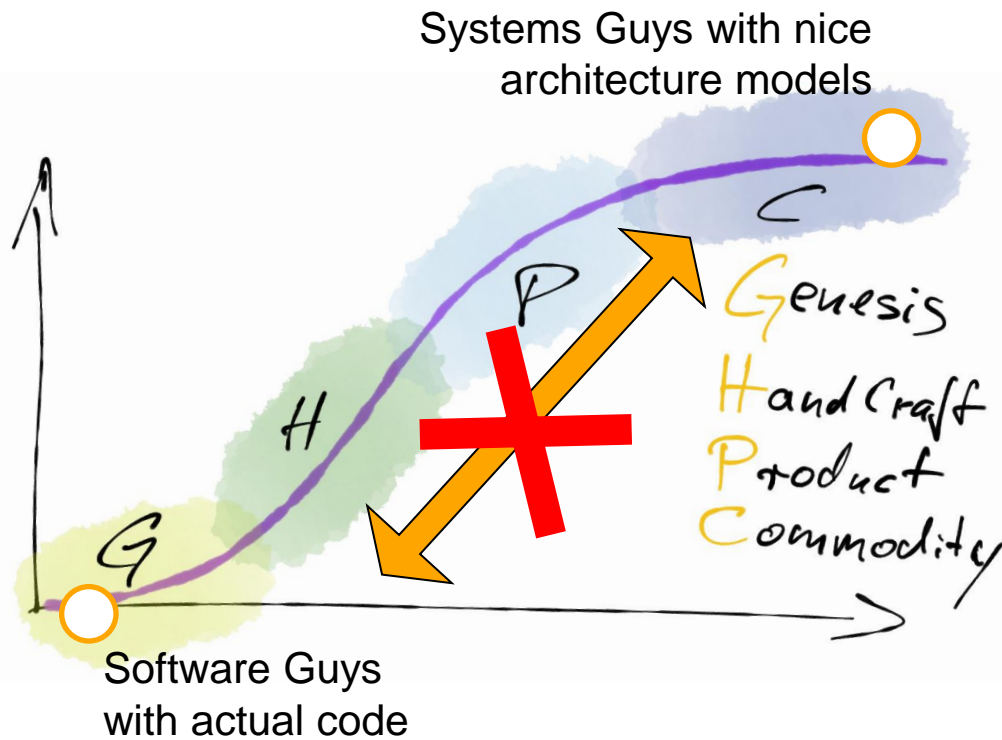 Systems Guys with nice
architecture models
C
P
H
G
Genesis
HandCraft
Product
Commodity
Software Guys
with actual code